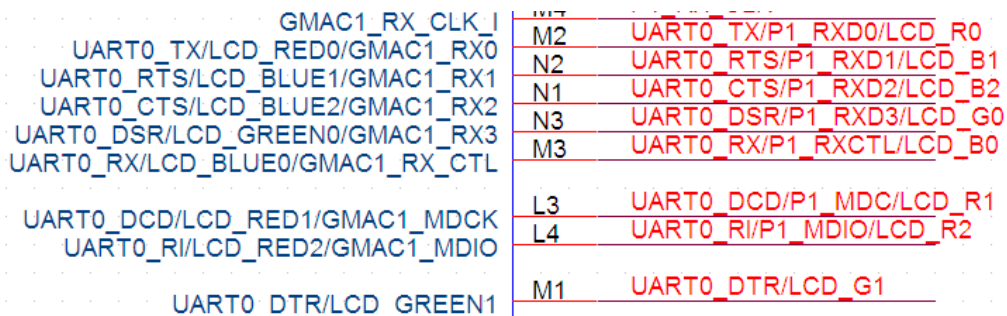 GMAC1_RX_CLK_I M4 P1_RX_CLK
UART0_TX/LCD_RED0/GMAC1_RX0 M2 UART0_TX/P1_RXD0/LCD_R0
UART0_RTS/LCD_BLUE1/GMAC1_RX1 N2 UART0_RTS/P1_RXD1/LCD_B1
UART0_CTS/LCD_BLUE2/GMAC1_RX2 N1 UART0_CTS/P1_RXD2/LCD_B2
UART0_DSR/LCD_GREEN0/GMAC1_RX3 N3 UART0_DSR/P1_RXD3/LCD_G0
UART0_RX/LCD_BLUE0/GMAC1_RX_CTL M3 UART0_RX/P1_RXCTL/LCD_B0
UART0_DCD/LCD_RED1/GMAC1_MDCK L3 UART0_DCD/P1_MDC/LCD_R1
UART0_RI/LCD_RED2/GMAC1_MDIO L4 UART0_RI/P1_MDIO/LCD_R2
UART0_DTR/LCD_GREEN1 M1 UART0_DTR/LCD_G1